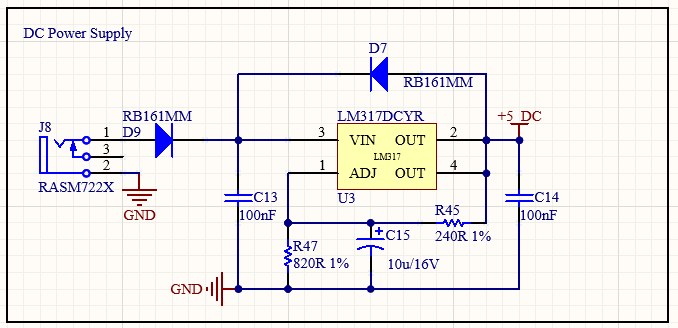 DC Power Supply
D7
RB161MM
RB161MM
D9
LM317DCYR
+5_DC
J8
1
3
2
RASM722X
3 VIN OUT 2
LM317
1 ADJ OUT 4
U3
GND
C13
100nF
C14
100nF
R45
240R 1%
C15
10u/16V
R47
820R 1%
GND